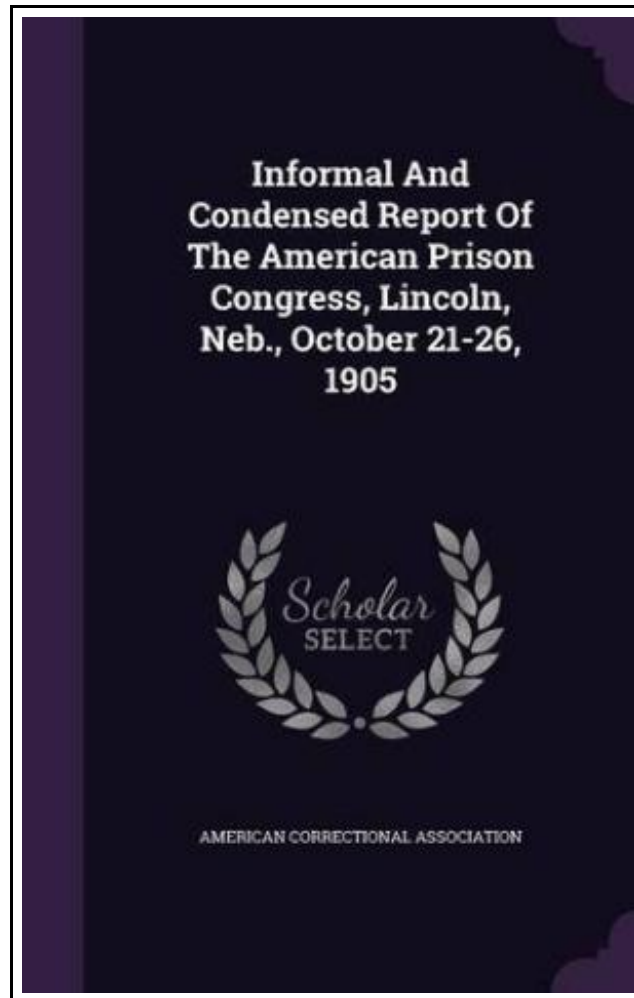 Informal And
Condensed Report Of
The American Prison
Congress, Lincoln,
Neb., October 21-26,
1905
Scholar
SELECT
AMERICAN CORRECTIONAL ASSOCIATION